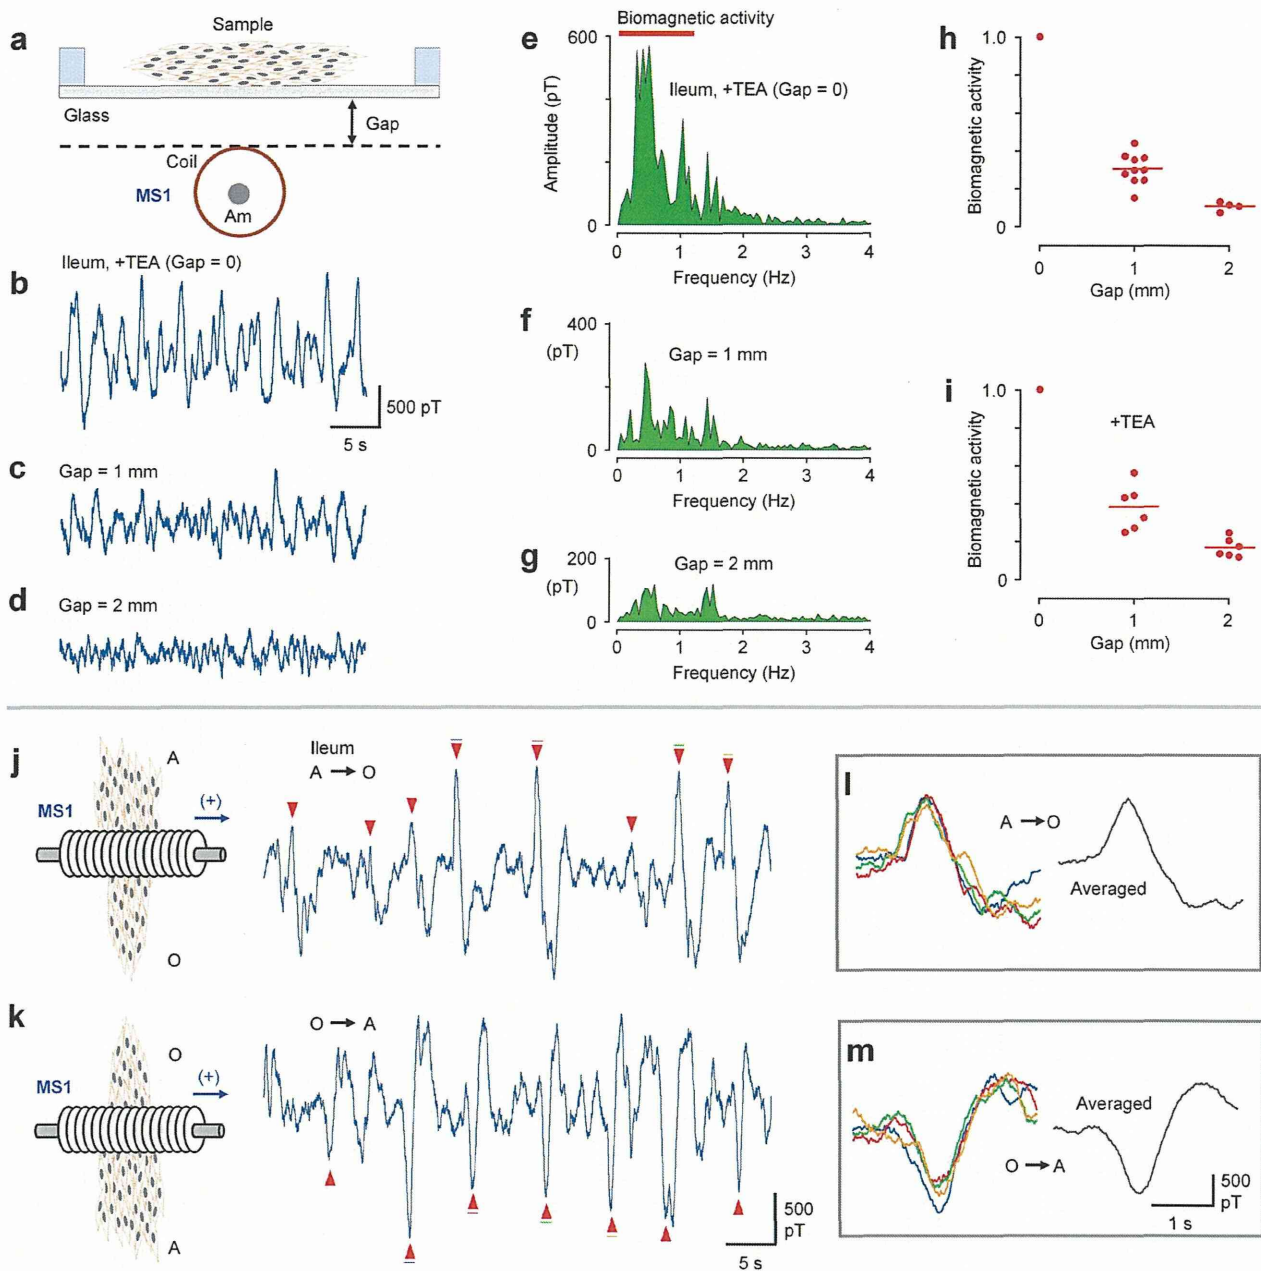 a
Sample
Glass
Gap
Coil
MS1
Am
b
Ileum, +TEA (Gap = 0)
500 pT
5 s
c
Gap = 1 mm
d
Gap = 2 mm
e
Biomagnetic activity
600
Ileum, +TEA (Gap = 0)
Amplitude (pT)
0
0 1 2 3 4
Frequency (Hz)
f
400
(pT)
Gap = 1 mm
0
0 1 2 3 4
Frequency (Hz)
g
200
(pT)
Gap = 2 mm
0
0 1 2 3 4
Frequency (Hz)
h
1.0
Biomagnetic activity
0
0 1 2
Gap (mm)
i
1.0
+TEA
Biomagnetic activity
0
0 1 2
Gap (mm)
j
A
MS1
(+)
O
Ileum
A → O
k
O
MS1
(+)
A
O → A
500
pT
5 s
l
A → O
Averaged
m
Averaged
O → A
500
pT
1 s